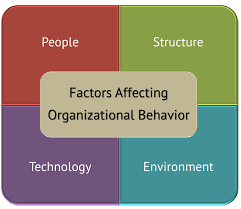 People
Structure
Factors Affecting
Organizational Behavior
Technology
Environment